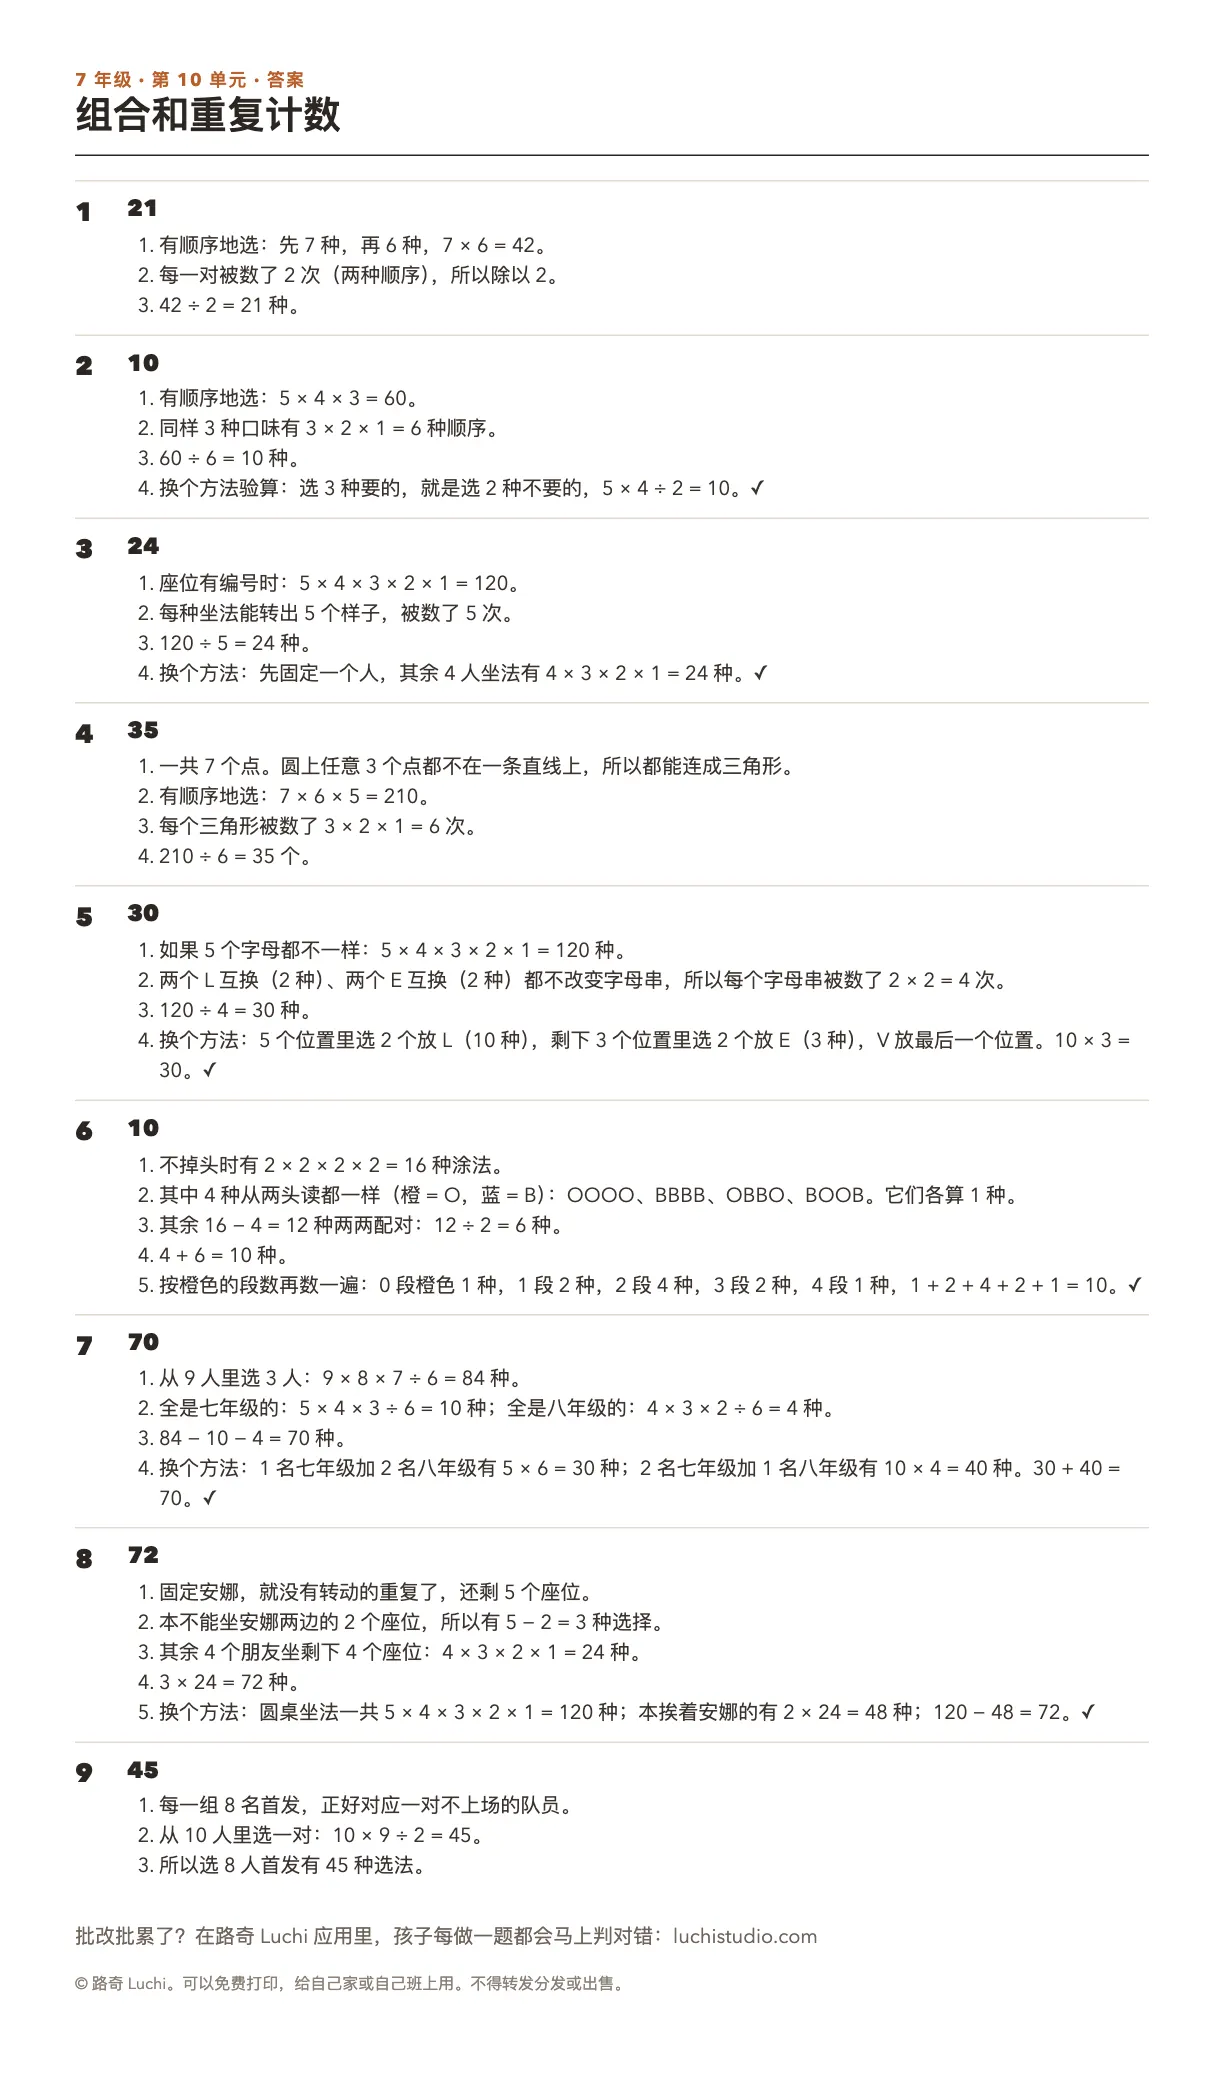 7 年级 · 第 10 单元 · 答案
组合和重复计数
1 21
1. 有顺序地选：先 7 种，再 6 种，7 × 6 = 42。
2. 每一对被数了 2 次（两种顺序），所以除以 2。
3. 42 ÷ 2 = 21 种。
2 10
1. 有顺序地选：5 × 4 × 3 = 60。
2. 同样 3 种口味有 3 × 2 × 1 = 6 种顺序。
3. 60 ÷ 6 = 10 种。
4. 换个方法验算：选 3 种要的，就是选 2 种不要的，5 × 4 ÷ 2 = 10。✓
3 24
1. 座位有编号时：5 × 4 × 3 × 2 × 1 = 120。
2. 每种坐法能转出 5 个样子，被数了 5 次。
3. 120 ÷ 5 = 24 种。
4. 换个方法：先固定一个人，其余 4 人坐法有 4 × 3 × 2 × 1 = 24 种。✓
4 35
1. 一共 7 个点。圆上任意 3 个点都不在一条直线上，所以都能连成三角形。
2. 有顺序地选：7 × 6 × 5 = 210。
3. 每个三角形被数了 3 × 2 × 1 = 6 次。
4. 210 ÷ 6 = 35 个。
5 30
1. 如果 5 个字母都不一样：5 × 4 × 3 × 2 × 1 = 120 种。
2. 两个 L 互换（2 种）、两个 E 互换（2 种）都不改变字母串，所以每个字母串被数了 2 × 2 = 4 次。
3. 120 ÷ 4 = 30 种。
4. 换个方法：5 个位置里选 2 个放 L（10 种），剩下 3 个位置里选 2 个放 E（3 种），V 放最后一个位置。10 × 3 =
30。✓
6 10
1. 不掉头时有 2 × 2 × 2 × 2 = 16 种涂法。
2. 其中 4 种从两头读都一样（橙 = O，蓝 = B）：OOOO、BBBB、OBBO、BOOB。它们各算 1 种。
3. 其余 16 − 4 = 12 种两两配对：12 ÷ 2 = 6 种。
4. 4 + 6 = 10 种。
5. 按橙色的段数再数一遍：0 段橙色 1 种，1 段 2 种，2 段 4 种，3 段 2 种，4 段 1 种，1 + 2 + 4 + 2 + 1 = 10。✓
7 70
1. 从 9 人里选 3 人：9 × 8 × 7 ÷ 6 = 84 种。
2. 全是七年级的：5 × 4 × 3 ÷ 6 = 10 种；全是八年级的：4 × 3 × 2 ÷ 6 = 4 种。
3. 84 − 10 − 4 = 70 种。
4. 换个方法：1 名七年级加 2 名八年级有 5 × 6 = 30 种；2 名七年级加 1 名八年级有 10 × 4 = 40 种。30 + 40 =
70。✓
8 72
1. 固定安娜，就没有转动的重复了，还剩 5 个座位。
2. 本不能坐安娜两边的 2 个座位，所以有 5 − 2 = 3 种选择。
3. 其余 4 个朋友坐剩下 4 个座位：4 × 3 × 2 × 1 = 24 种。
4. 3 × 24 = 72 种。
5. 换个方法：圆桌坐法一共 5 × 4 × 3 × 2 × 1 = 120 种；本挨着安娜的有 2 × 24 = 48 种；120 − 48 = 72。✓
9 45
1. 每一组 8 名首发，正好对应一对不上场的队员。
2. 从 10 人里选一对：10 × 9 ÷ 2 = 45。
3. 所以选 8 人首发有 45 种选法。
批改批累了？在路奇 Luchi 应用里，孩子每做一题都会马上判对错：luchistudio.com
© 路奇 Luchi。可以免费打印，给自己家或自己班上用。不得转发分发或出售。